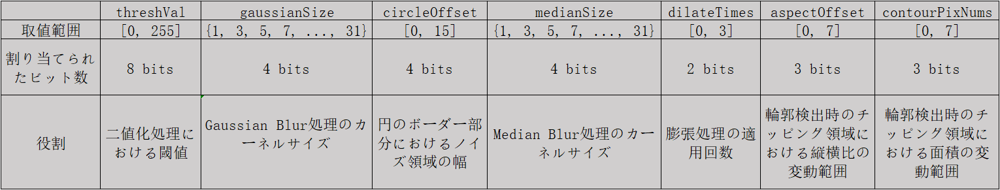 threshVal gaussianSize circleOffset medianSize dilateTimes aspectOffset contourPixNums
取値範囲 [0, 255] {1, 3, 5, 7, ..., 31} [0, 15] {1, 3, 5, 7, ..., 31} [0, 3] [0, 7] [0, 7]
割り当てられ
たビット数
8 bits 4 bits 4 bits 4 bits 2 bits 3 bits 3 bits
役割
二値化処理に
おける閾値
Gaussian Blur処理のカ
ーネルサイズ
円のボーダー部
分におけるノイ
ズ領域の幅
Median Blur処理のカー
ネルサイズ
膨張処理の適
用回数
輪郭検出時のチ
ッピング領域に
おける縦横比の
変動範囲
輪郭検出時のチ
ッピング領域に
おける面積の変
動範囲